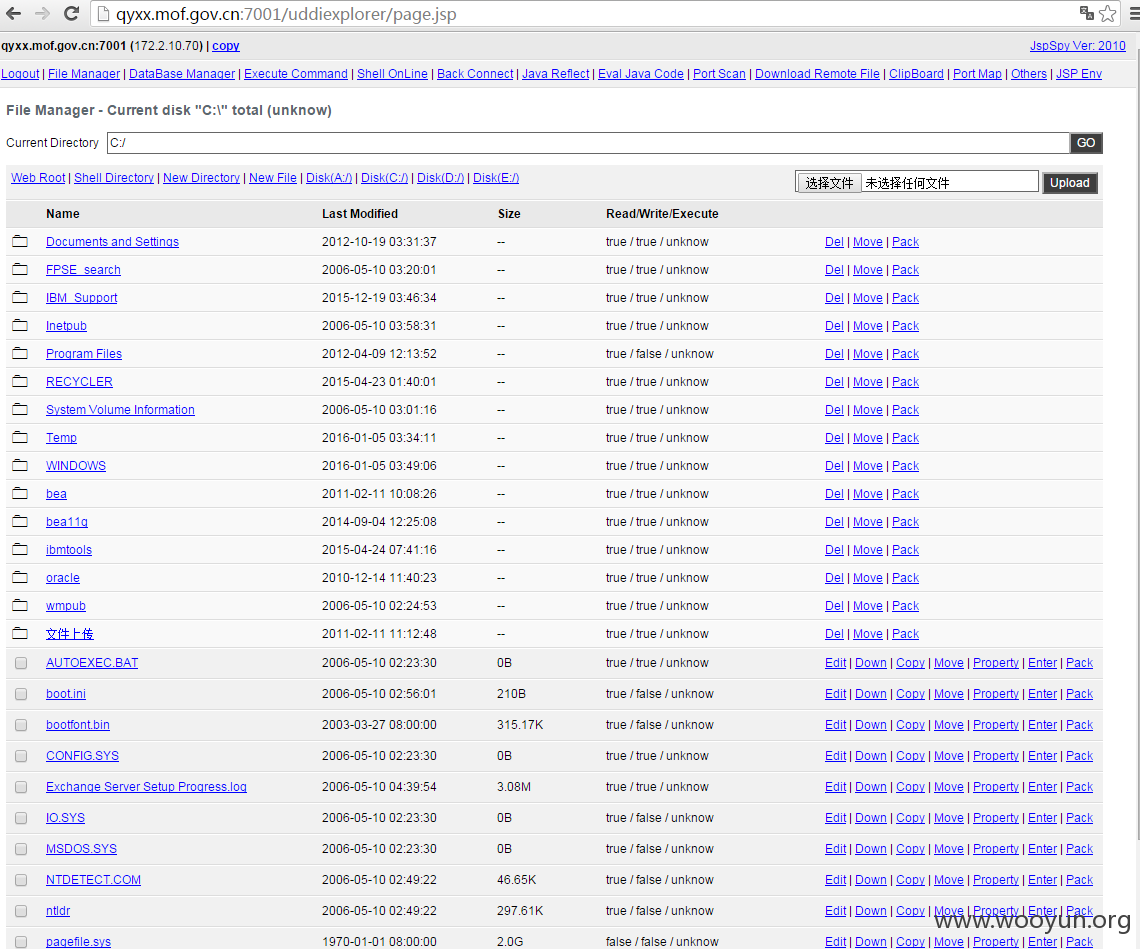 qyxx.mof.gov.cn:7001/uddiexplorer/page.jsp
qyxx.mof.gov.cn:7001 (172.2.10.70) | copy JspSpy Ver: 2010
Logout | File Manager | DataBase Manager | Execute Command | Shell OnLine | Back Connect | Java Reflect | Eval Java Code | Port Scan | Download Remote File | ClipBoard | Port Map | Others | JSP Env
File Manager - Current disk "C:\" total (unknow)
Current Directory C:/ GO
Web Root | Shell Directory | New Directory | New File | Disk(A:/) | Disk(C:/) | Disk(D:/) | Disk(E:/) 选择文件 未选择任何文件 Upload
Name Last Modified Size Read/Write/Execute
Documents and Settings 2012-10-19 03:31:37 -- true / true / unknow Del | Move | Pack
FPSE_search 2006-05-10 03:20:01 -- true / true / unknow Del | Move | Pack
IBM_Support 2015-12-19 03:46:34 -- true / true / unknow Del | Move | Pack
Inetpub 2006-05-10 03:58:31 -- true / true / unknow Del | Move | Pack
Program Files 2012-04-09 12:13:52 -- true / false / unknow Del | Move | Pack
RECYCLER 2015-04-23 01:40:01 -- true / true / unknow Del | Move | Pack
System Volume Information 2006-05-10 03:01:16 -- true / true / unknow Del | Move | Pack
Temp 2016-01-05 03:34:11 -- true / true / unknow Del | Move | Pack
WINDOWS 2016-01-05 03:49:06 -- true / true / unknow Del | Move | Pack
bea 2011-02-11 10:08:26 -- true / true / unknow Del | Move | Pack
bea11g 2014-09-04 12:25:08 -- true / true / unknow Del | Move | Pack
ibmtools 2015-04-24 07:41:16 -- true / true / unknow Del | Move | Pack
oracle 2010-12-14 11:40:23 -- true / true / unknow Del | Move | Pack
wmpub 2006-05-10 02:24:53 -- true / true / unknow Del | Move | Pack
文件上传 2011-02-11 11:12:48 -- true / true / unknow Del | Move | Pack
AUTOEXEC.BAT 2006-05-10 02:23:30 0B true / true / unknow Edit | Down | Copy | Move | Property | Enter | Pack
boot.ini 2006-05-10 02:56:01 210B true / false / unknow Edit | Down | Copy | Move | Property | Enter | Pack
bootfont.bin 2003-03-27 08:00:00 315.17K true / false / unknow Edit | Down | Copy | Move | Property | Enter | Pack
CONFIG.SYS 2006-05-10 02:23:30 0B true / true / unknow Edit | Down | Copy | Move | Property | Enter | Pack
Exchange Server Setup Progress.log 2006-05-10 04:39:54 3.08M true / true / unknow Edit | Down | Copy | Move | Property | Enter | Pack
IO.SYS 2006-05-10 02:23:30 0B true / false / unknow Edit | Down | Copy | Move | Property | Enter | Pack
MSDOS.SYS 2006-05-10 02:23:30 0B true / false / unknow Edit | Down | Copy | Move | Property | Enter | Pack
NTDETECT.COM 2006-05-10 02:49:22 46.65K true / false / unknow Edit | Down | Copy | Move | Property | Enter | Pack
ntldr 2006-05-10 02:49:22 297.61K true / false / unknow Edit | Down | Copy | Move | Property | Enter | Pack
pagefile.sys 1970-01-01 08:00:00 2.0G false / false / unknow Edit | Down | Copy | Move | Property | Enter | Pack
www.wooyun.org